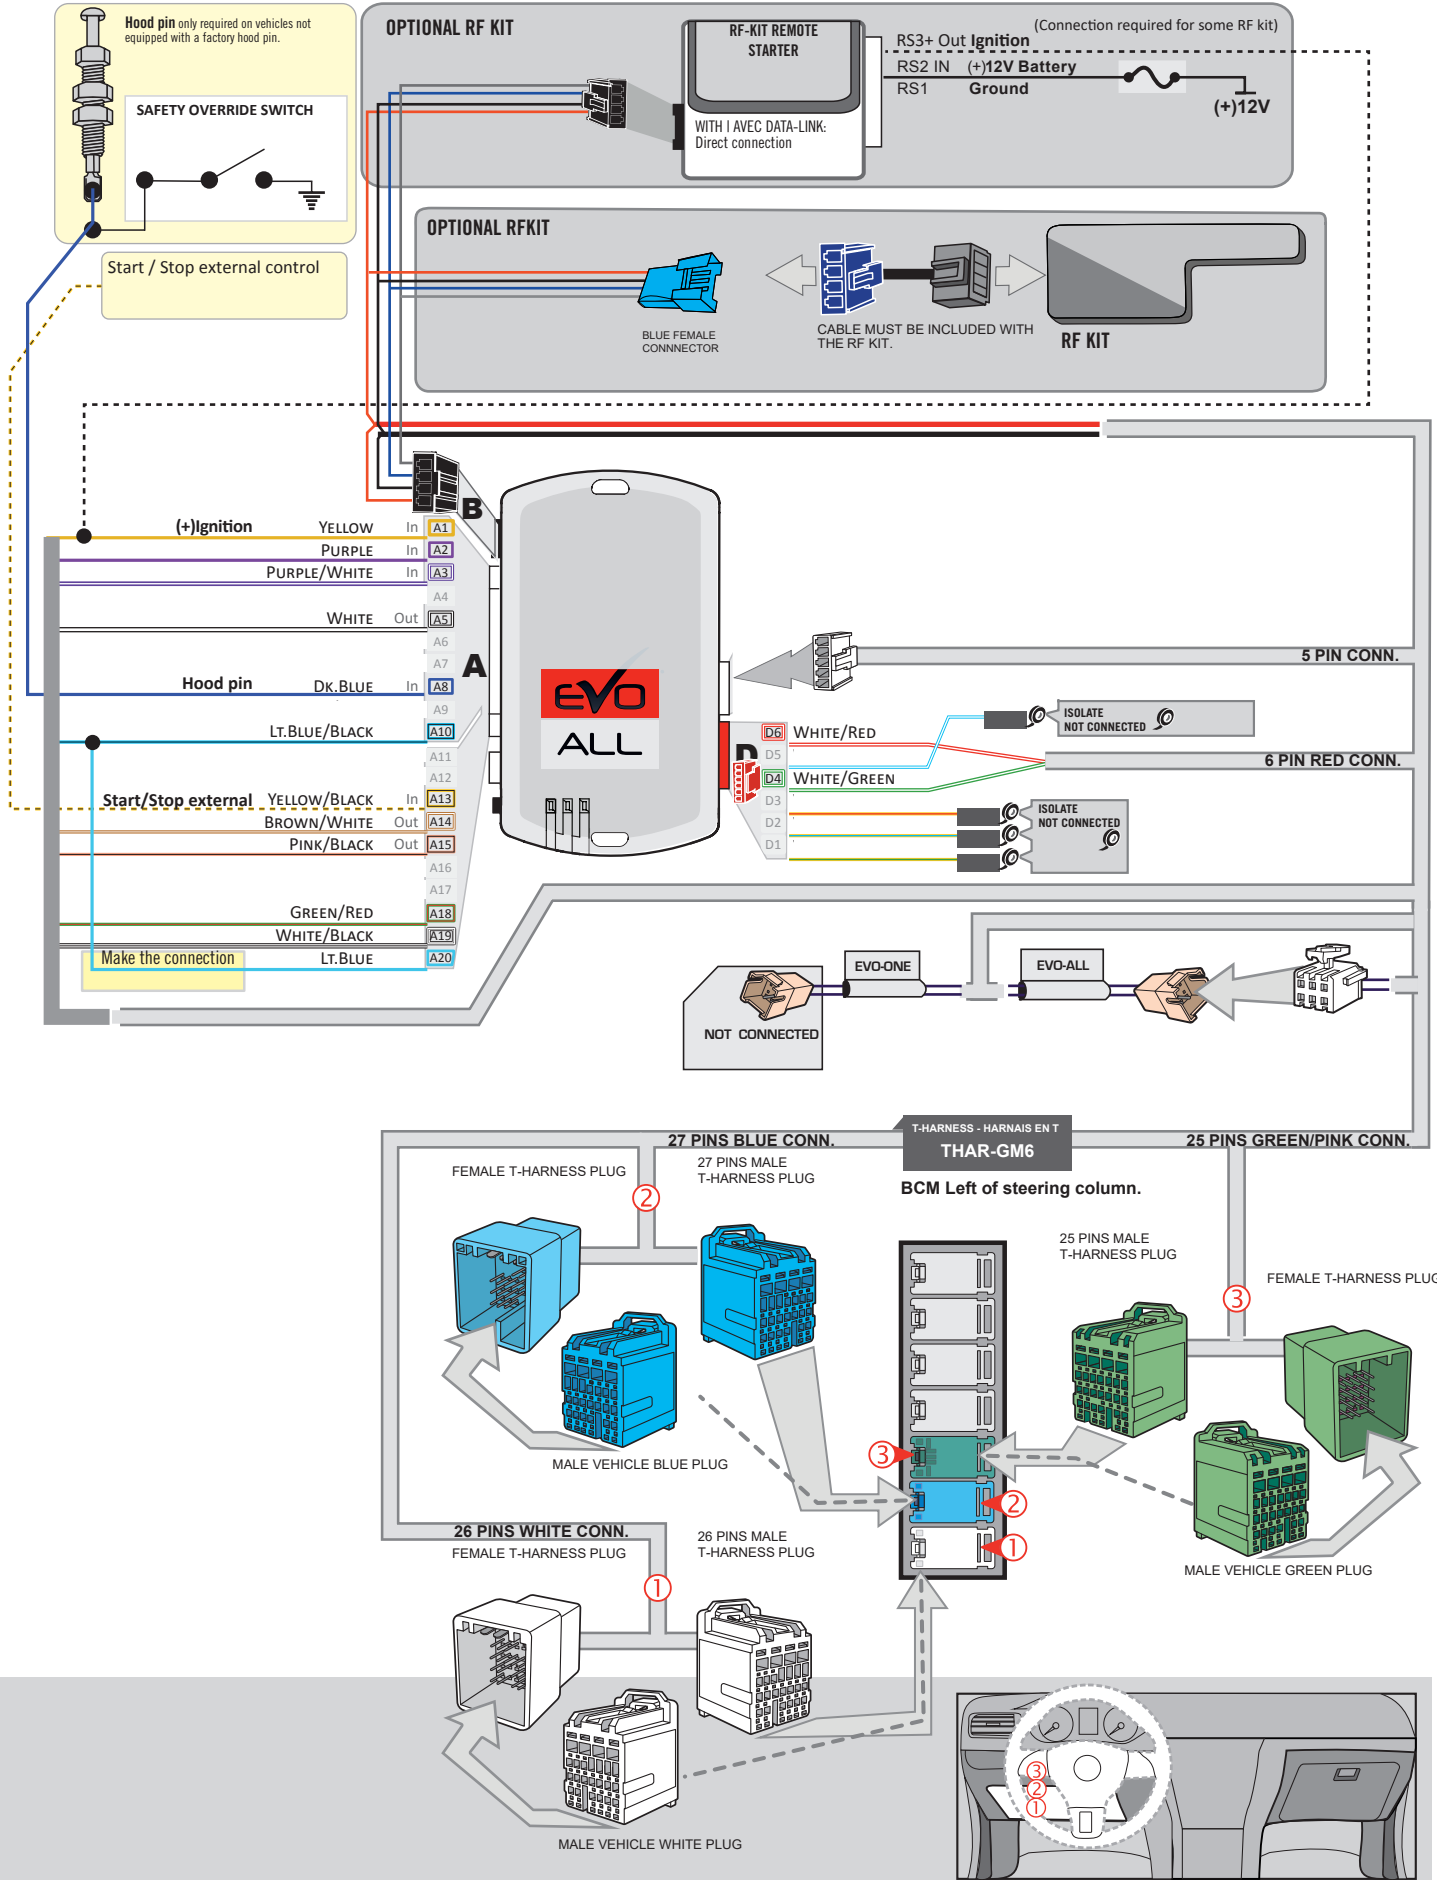 Hood pin only required on vehicles not
equipped with a factory hood pin.
SAFETY OVERRIDE SWITCH
Start / Stop external control
OPTIONAL RF KIT
RF-KIT REMOTE
STARTER
WITH | AVEC DATA-LINK:
Direct connection
(Connection required for some RF kit)
RS3+ Out Ignition
RS2 IN (+)12V Battery
RS1 Ground
(+)12V
OPTIONAL RFKIT
BLUE FEMALE
CONNNECTOR
CABLE MUST BE INCLUDED WITH
THE RF KIT.
RF KIT
B
A
D
(+)Ignition YELLOW In A1
PURPLE In A2
PURPLE/WHITE In A3
A4
WHITE Out A5
A6
A7
Hood pin DK.BLUE In A8
A9
LT.BLUE/BLACK A10
A11
A12
Start/Stop external YELLOW/BLACK In A13
BROWN/WHITE Out A14
PINK/BLACK Out A15
A16
A17
GREEN/RED A18
WHITE/BLACK A19
Make the connection LT.BLUE A20
EVO
ALL
5 PIN CONN.
ISOLATE
NOT CONNECTED
D6 WHITE/RED
D5
6 PIN RED CONN.
D4 WHITE/GREEN
D3
D2
D1
ISOLATE
NOT CONNECTED
EVO-ONE
EVO-ALL
NOT CONNECTED
T-HARNESS - HARNAIS EN T
THAR-GM6
27 PINS BLUE CONN.
25 PINS GREEN/PINK CONN.
BCM Left of steering column.
FEMALE T-HARNESS PLUG
27 PINS MALE
T-HARNESS PLUG
2
25 PINS MALE
T-HARNESS PLUG
FEMALE T-HARNESS PLUG
3
MALE VEHICLE BLUE PLUG
3
2
1
MALE VEHICLE GREEN PLUG
26 PINS WHITE CONN.
FEMALE T-HARNESS PLUG
26 PINS MALE
T-HARNESS PLUG
1
MALE VEHICLE WHITE PLUG
3
2
1